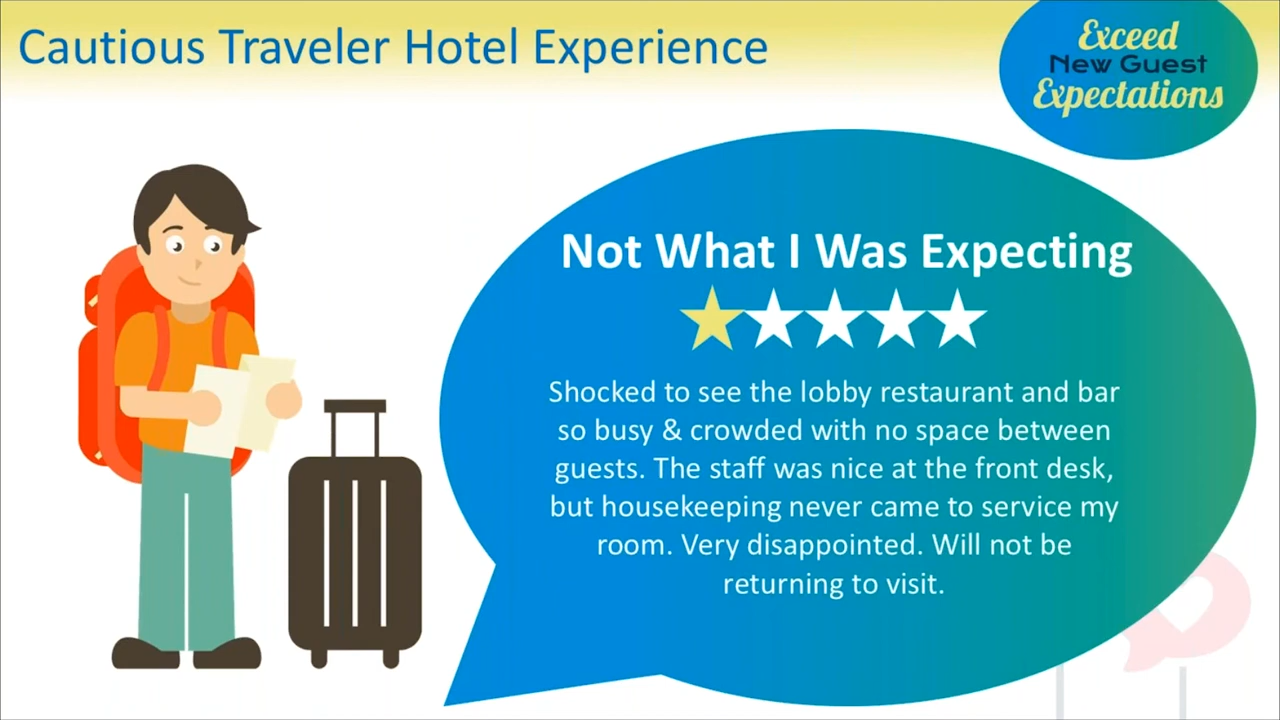 Cautious Traveler Hotel Experience
Exceed
New Guest
Expectations
Not What I Was Expecting
Shocked to see the lobby restaurant and bar
so busy & crowded with no space between
guests. The staff was nice at the front desk,
but housekeeping never came to service my
room. Very disappointed. Will not be
returning to visit.